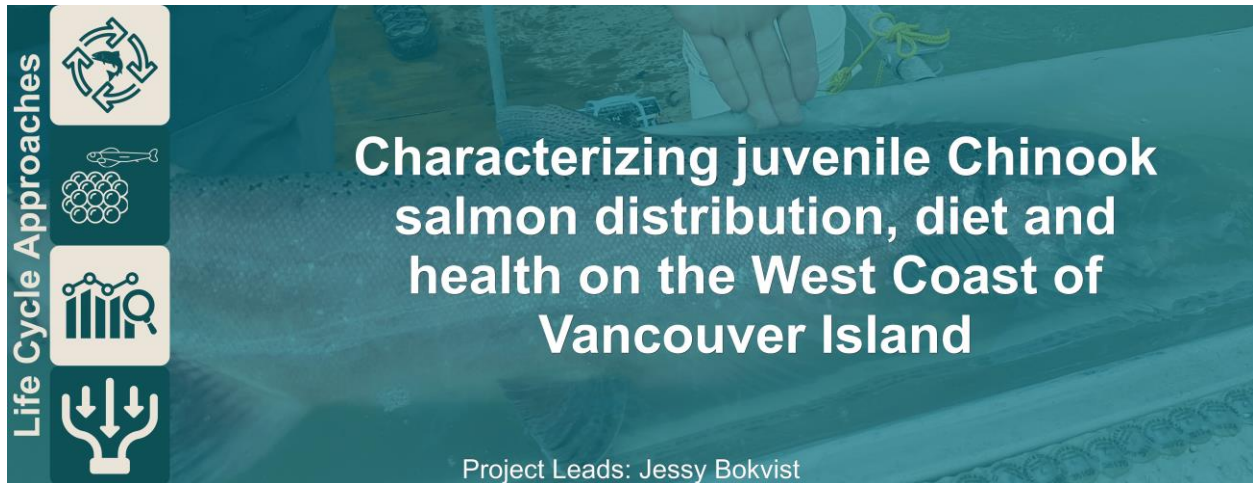 Life Cycle Approaches
Characterizing juvenile Chinook
salmon distribution, diet and
health on the West Coast of
Vancouver Island
Project Leads: Jessy Bokvist